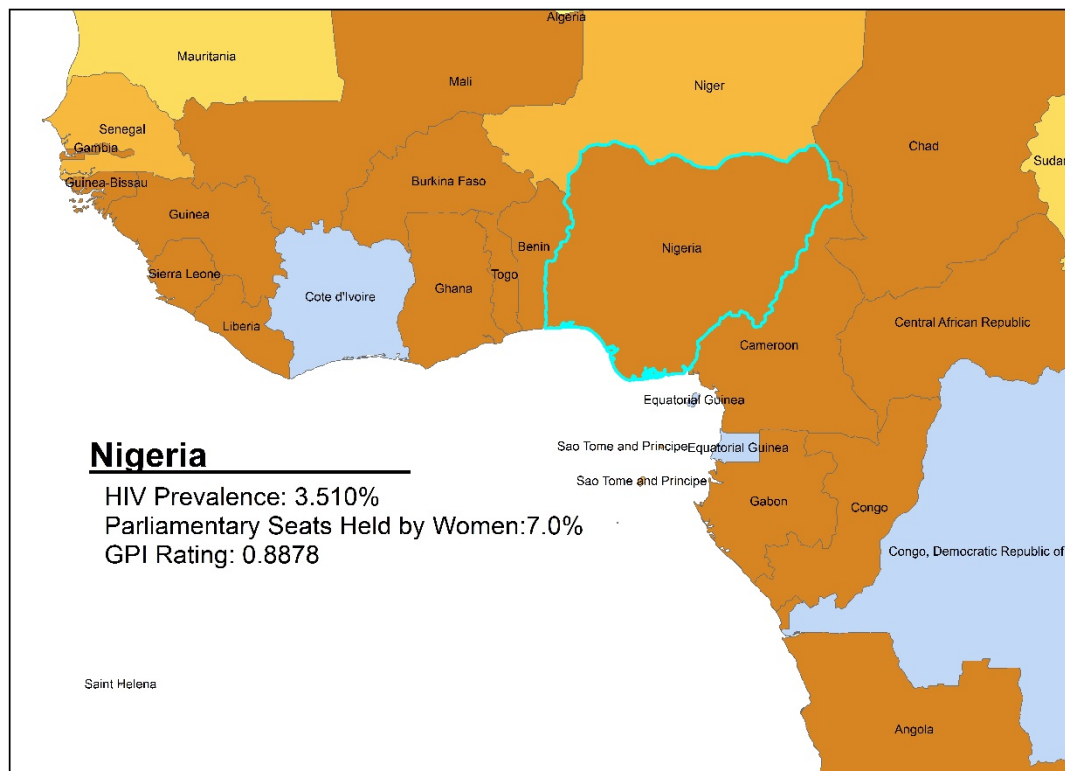 Algeria
Mauritania
Mali
Niger
Senegal
Gambia
Chad
Sudan
Guinea-Bissau
Burkina Faso
Guinea
Benin
Nigeria
Sierra Leone
Togo
Ghana
Cote d'Ivoire
Liberia
Central African Republic
Cameroon
Equatorial Guinea
Sao Tome and Principe
Equatorial Guinea
Sao Tome and Principe
Gabon
Congo
Congo, Democratic Republic of
Nigeria
HIV Prevalence: 3.510%
Parliamentary Seats Held by Women:7.0%
GPI Rating: 0.8878
Saint Helena
Angola